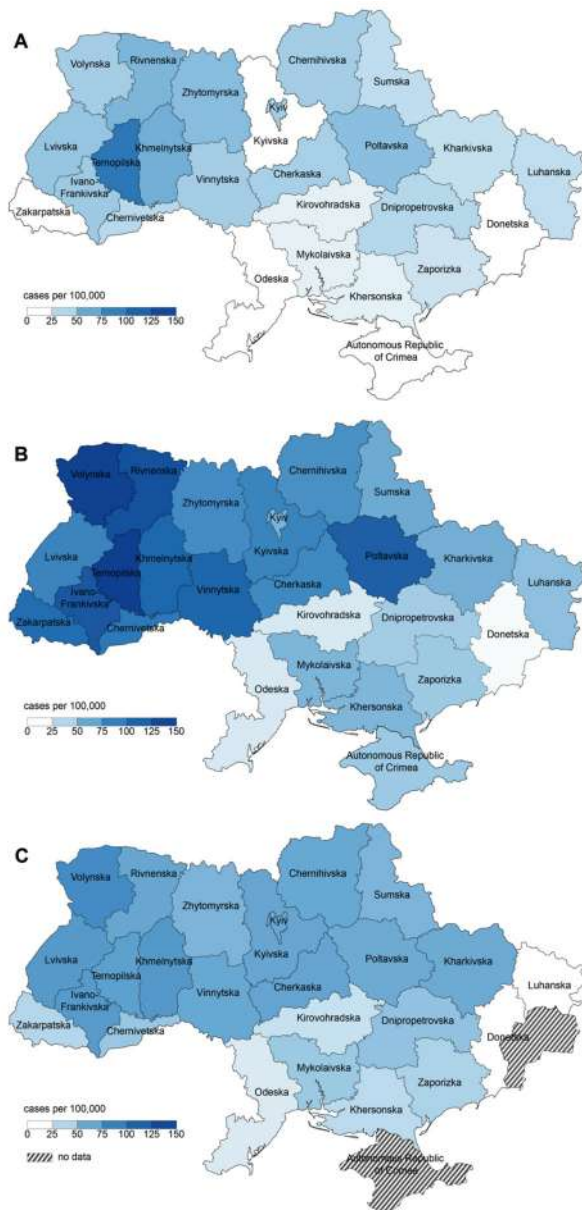 A
Volynska
Rivnenska
Zhytomyrska
Chernihivska
Sumska
Kyiv
Kyivska
Lvivska
Ternopilska
Khmelnytska
Poltavska
Kharkivska
Luhanska
Ivano-
Frankivska
Vinnytska
Cherkaska
Zakarpatska
Chernivetska
Kirovohradska
Dnipropetrovska
Donetska
Odeska
Mykolaivska
Zaporizka
Khersonska
Autonomous Republic
of Crimea
cases per 100,000
0 25 50 75 100 125 150
B
Volynska
Rivnenska
Zhytomyrska
Chernihivska
Sumska
Kyiv
Kyivska
Lvivska
Ternopilska
Khmelnytska
Poltavska
Kharkivska
Luhanska
Ivano-
Frankivska
Vinnytska
Cherkaska
Zakarpatska
Chernivetska
Kirovohradska
Dnipropetrovska
Donetska
Odeska
Mykolaivska
Zaporizka
Khersonska
Autonomous Republic
of Crimea
cases per 100,000
0 25 50 75 100 125 150
C
Volynska
Rivnenska
Zhytomyrska
Chernihivska
Sumska
Kyiv
Kyivska
Lvivska
Ternopilska
Khmelnytska
Poltavska
Kharkivska
Luhanska
Ivano-
Frankivska
Vinnytska
Cherkaska
Zakarpatska
Chernivetska
Kirovohradska
Dnipropetrovska
Donetska
Odeska
Mykolaivska
Zaporizka
Khersonska
Autonomous Republic
of Crimea
cases per 100,000
0 25 50 75 100 125 150
no data